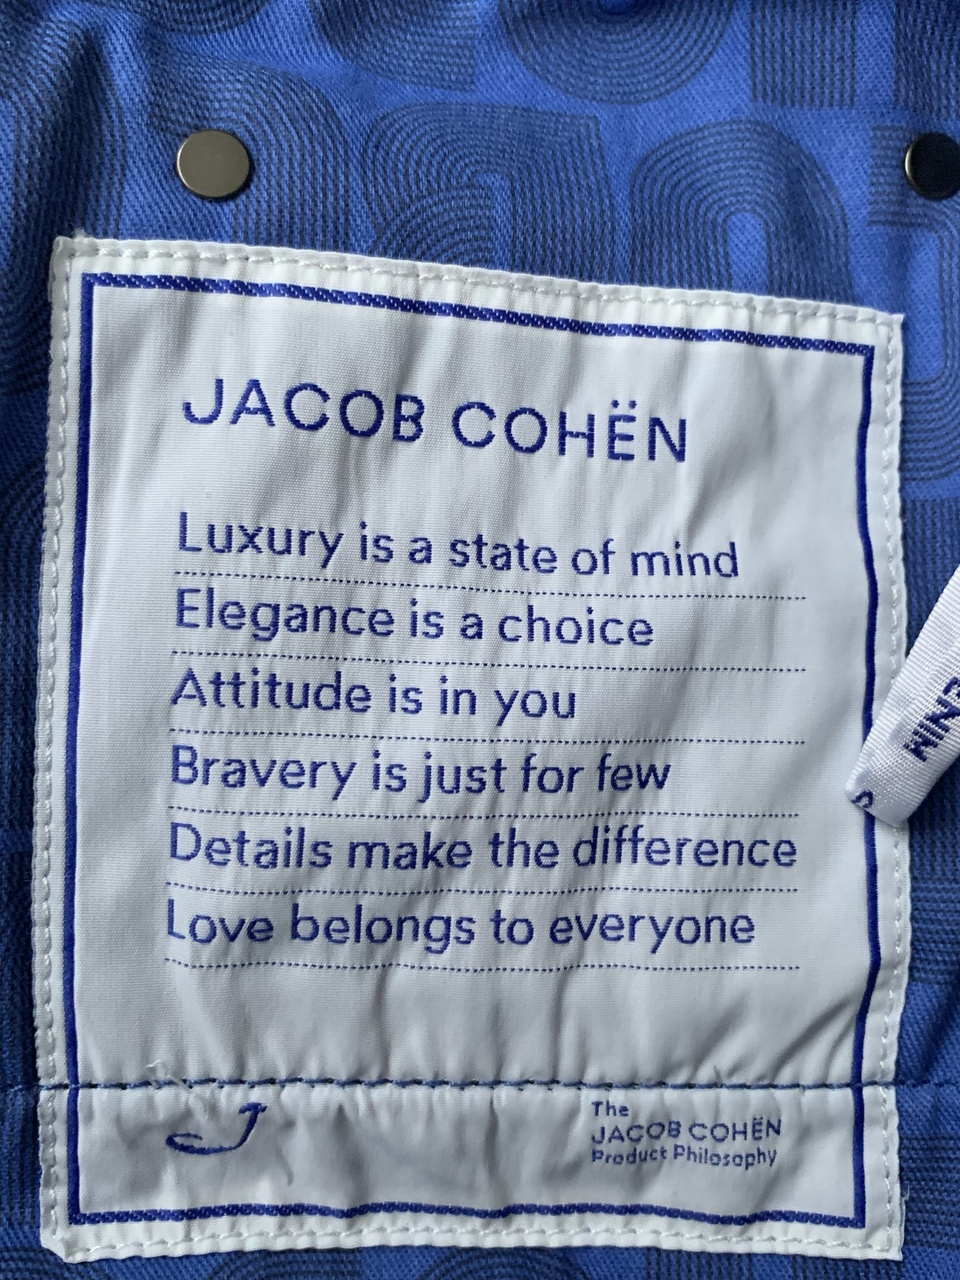 JACOB COHËN
Luxury is a state of mind
Elegance is a choice
Attitude is in you
Bravery is just for few
Details make the difference
Love belongs to everyone
J
The
JACOB COHËN
Product Philosophy